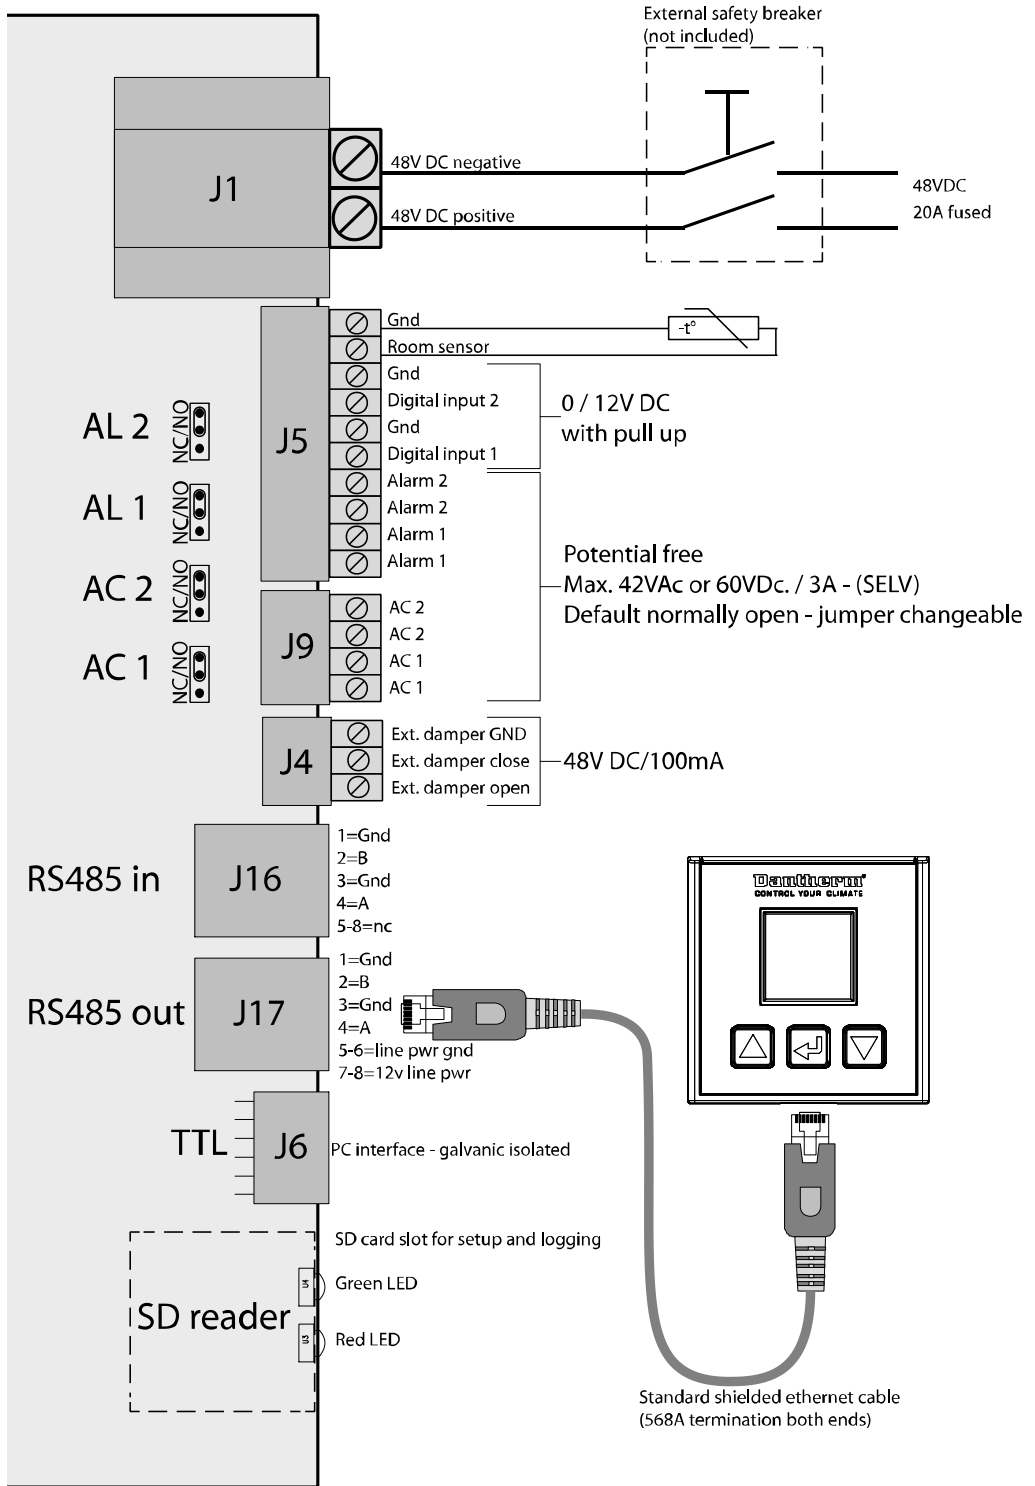 External safety breaker
(not included)
J1
48V DC negative
48V DC positive
48VDC
20A fused
Gnd
Room sensor
-t°
Gnd
Digital input 2
Gnd
Digital input 1
0 / 12V DC
with pull up
AL 2
NC/NO
AL 1
NC/NO
AC 2
NC/NO
AC 1
NC/NO
J5
Alarm 2
Alarm 2
Alarm 1
Alarm 1
Potential free
Max. 42VAc or 60VDc. / 3A - (SELV)
Default normally open - jumper changeable
J9
AC 2
AC 2
AC 1
AC 1
J4
Ext. damper GND
Ext. damper close
Ext. damper open
48V DC/100mA
RS485 in
J16
1=Gnd
2=B
3=Gnd
4=A
5-8=nc
RS485 out
J17
1=Gnd
2=B
3=Gnd
4=A
5-6=line pwr gnd
7-8=12v line pwr
Dantherm®
CONTROL YOUR CLIMATE
TTL
J6
PC interface - galvanic isolated
SD card slot for setup and logging
SD reader
U4
Green LED
U3
Red LED
Standard shielded ethernet cable
(568A termination both ends)